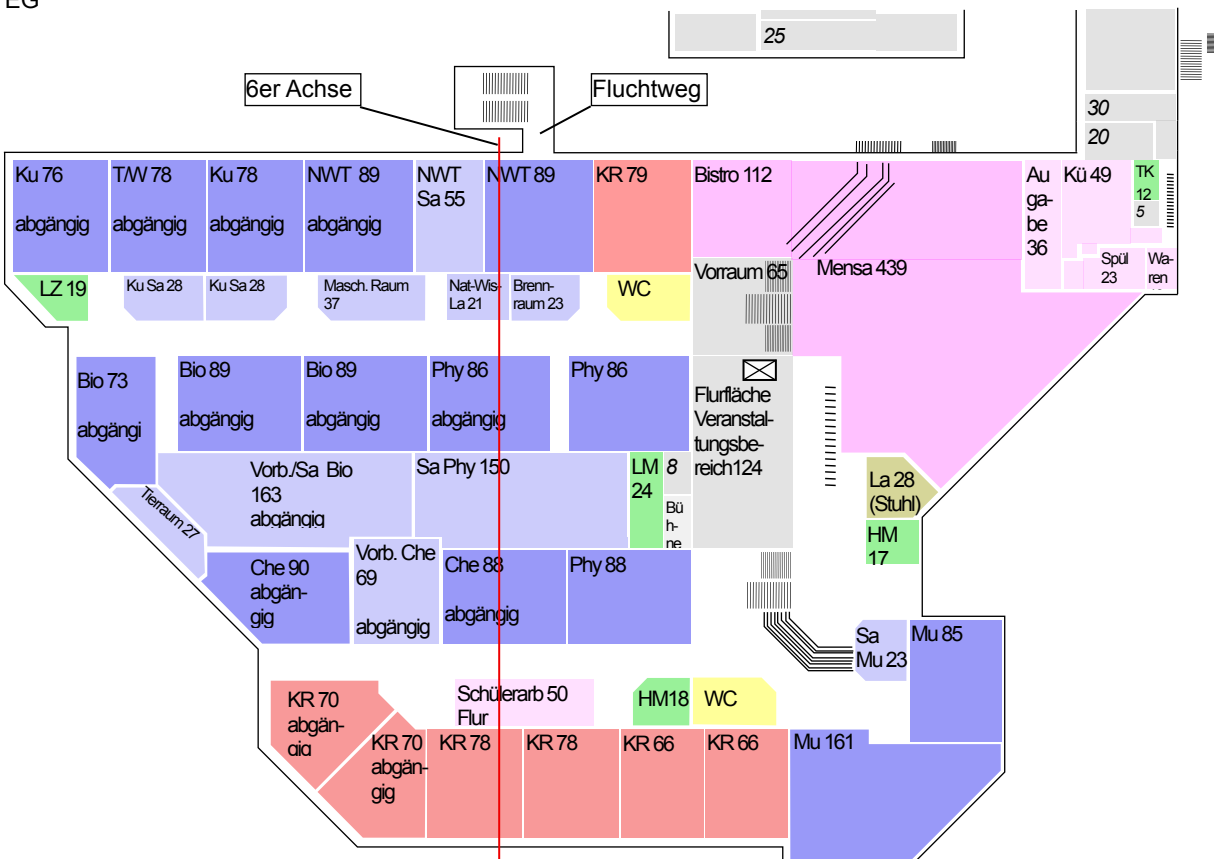 EG
25
6er Achse
Fluchtweg
30
20
Ku 76
abgängig
T/W 78
abgängig
Ku 78
abgängig
NWT 89
abgängig
NWT
Sa 55
NWT 89
KR 79
Bistro 112
Au
ga-
be
36
Kü 49
TK
12
5
LZ 19
Ku Sa 28
Ku Sa 28
Masch. Raum
37
Nat-Wis-
La 21
Brenn-
raum 23
WC
Vorraum 65
Mensa 439
Spül
23
Wa-
ren
Bio 73
abgängi
Bio 89
abgängig
Bio 89
abgängig
Phy 86
abgängig
Phy 86
Flurfläche
Veranstal-
tungsbe-
reich124
Vorb./Sa Bio
163
abgängig
Sa Phy 150
LM
24
8
Bü
h-
ne
La 28
(Stuhl)
HM
17
Tierraum 27
Che 90
abgän-
gig
Vorb. Che
69
abgängig
Che 88
abgängig
Phy 88
Sa
Mu 23
Mu 85
KR 70
abgän-
gig
Schülerarb 50
Flur
HM18
WC
KR 70
abgän-
gig
KR 78
KR 78
KR 66
KR 66
Mu 161